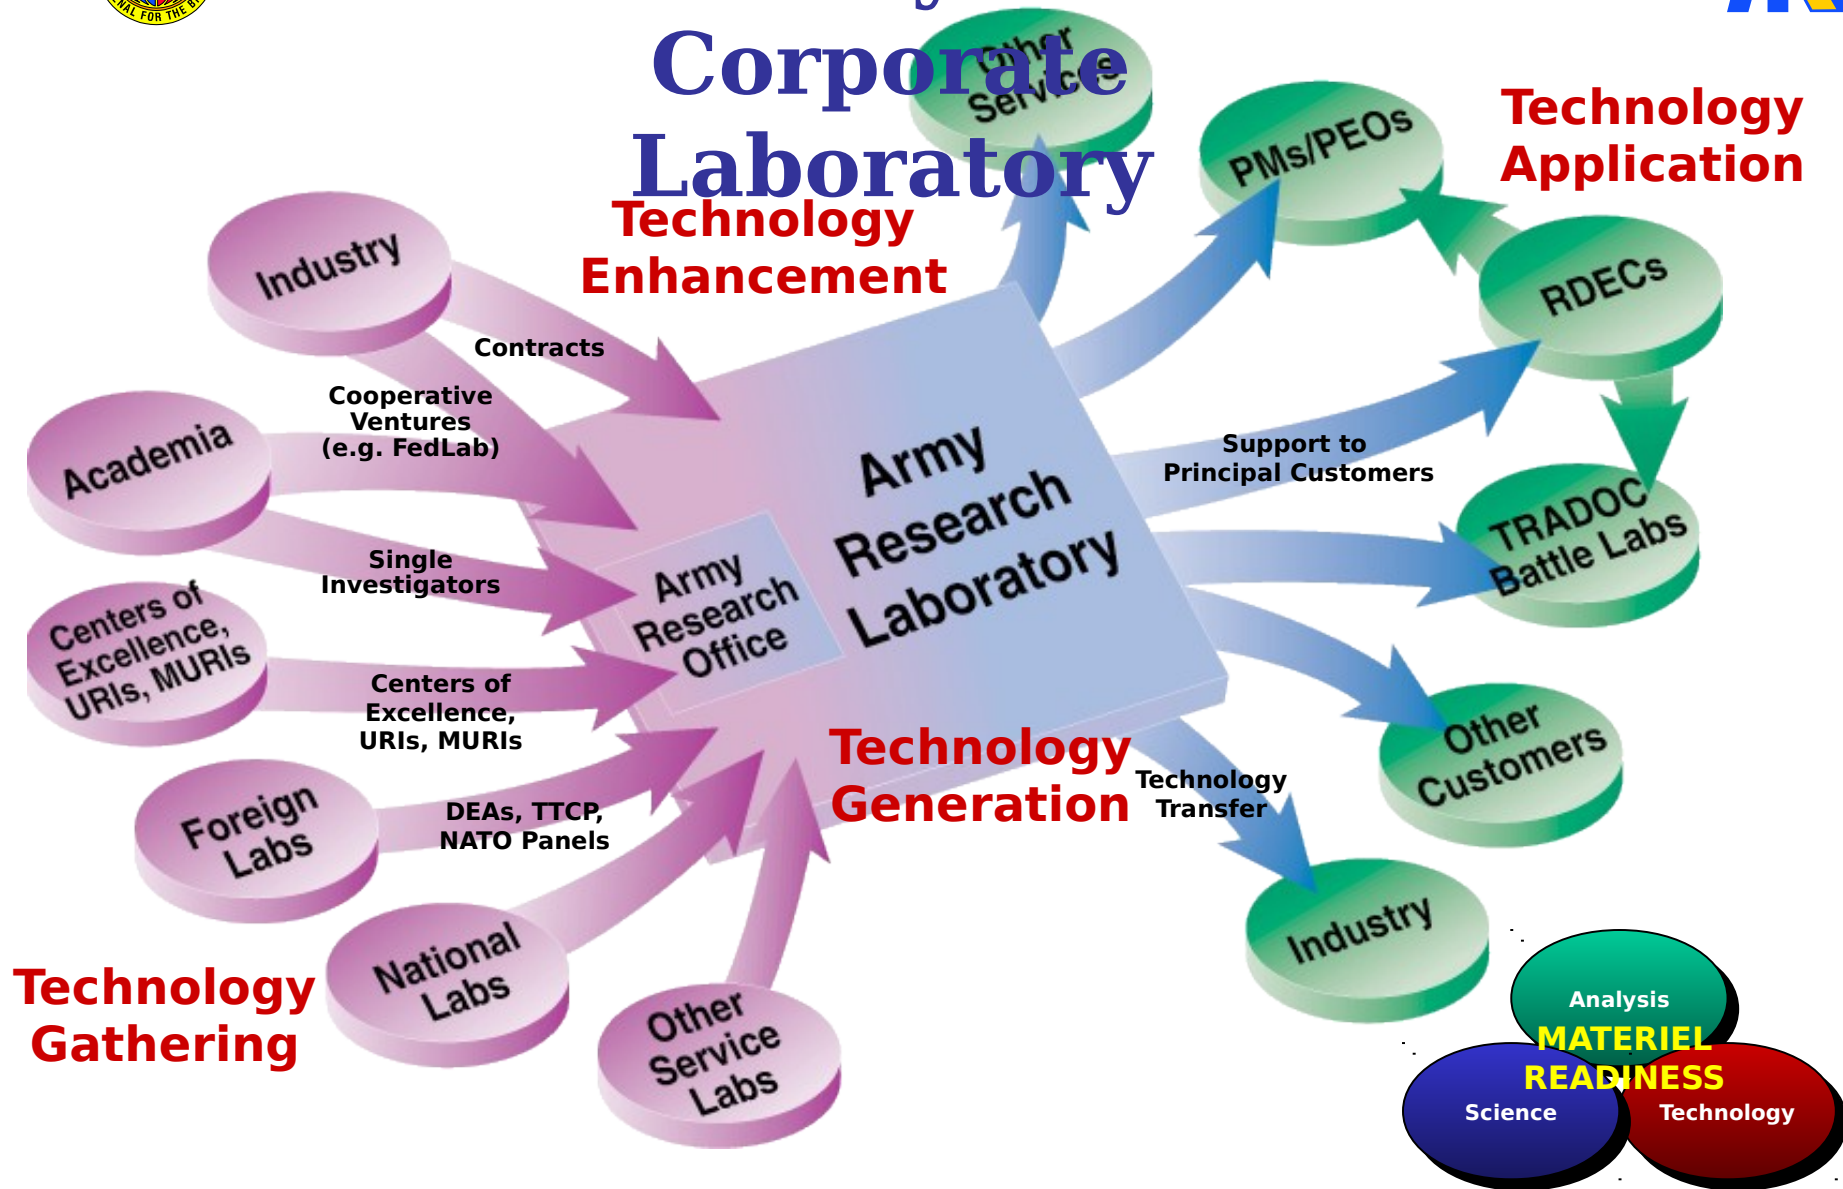 Corporate
Laboratory
Other
Services
PMs/PEOs
Technology
Application
Technology
Enhancement
Industry
RDECs
Contracts
Cooperative
Ventures
(e.g. FedLab)
Academia
Support to
Principal Customers
Army
Research
Laboratory
TRADOC
Battle Labs
Single
Investigators
Army
Research
Office
Centers of
Excellence,
URIs, MURIs
Centers of
Excellence,
URIs, MURIs
Other
Customers
Technology
Generation
Technology
Transfer
Foreign
Labs
DEAs, TTCP,
NATO Panels
Industry
National
Labs
Technology
Gathering
Other
Service
Labs
Analysis
MATERIEL
READINESS
Science
Technology
FOR THE